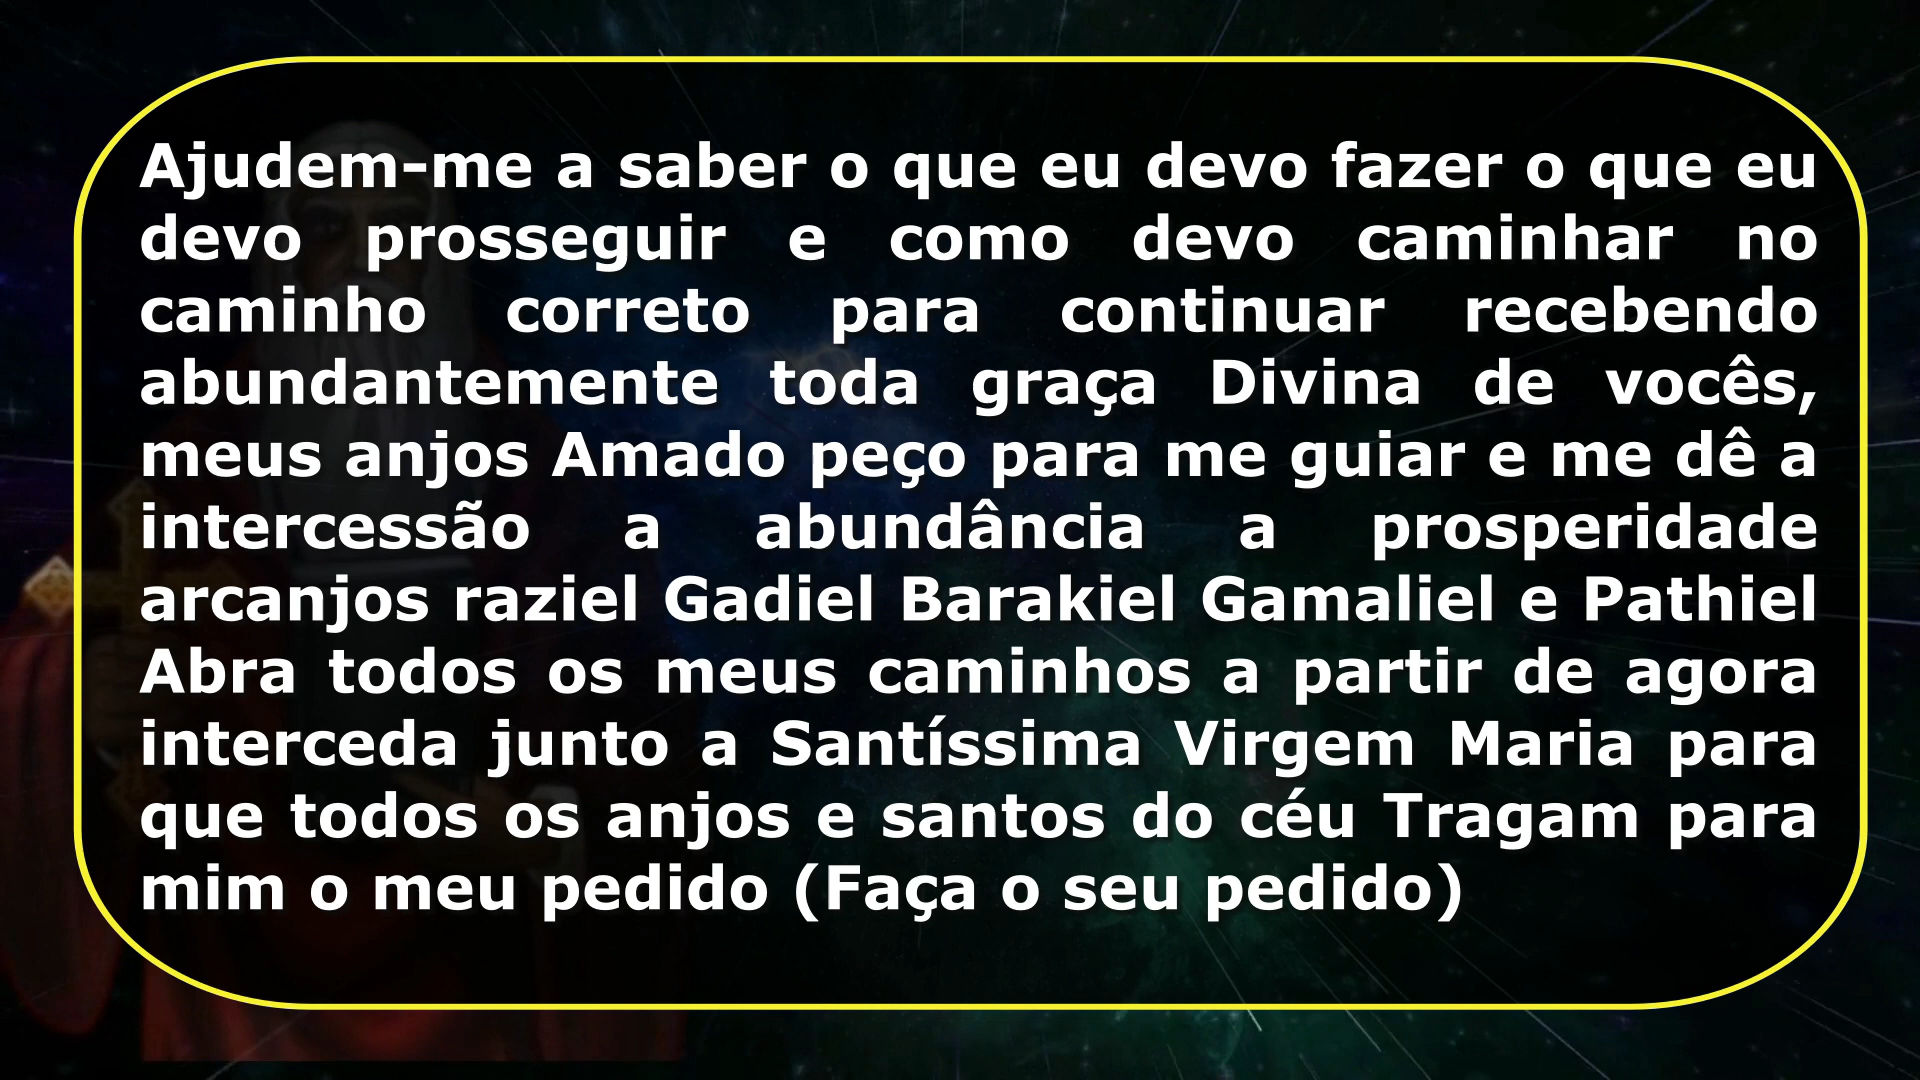 Ajudem-me a saber o que eu devo fazer o que eu
devo prosseguir e como devo caminhar no
caminho correto para continuar recebendo
abundantemente toda graça Divina de vocês,
meus anjos Amado peço para me guiar e me dê a
intercessão a abundância a prosperidade
arcanjos raziel Gadiel Barakiel Gamaliel e Pathiel
Abra todos os meus caminhos a partir de agora
interceda junto a Santíssima Virgem Maria para
que todos os anjos e santos do céu Tragam para
mim o meu pedido (Faça o seu pedido)